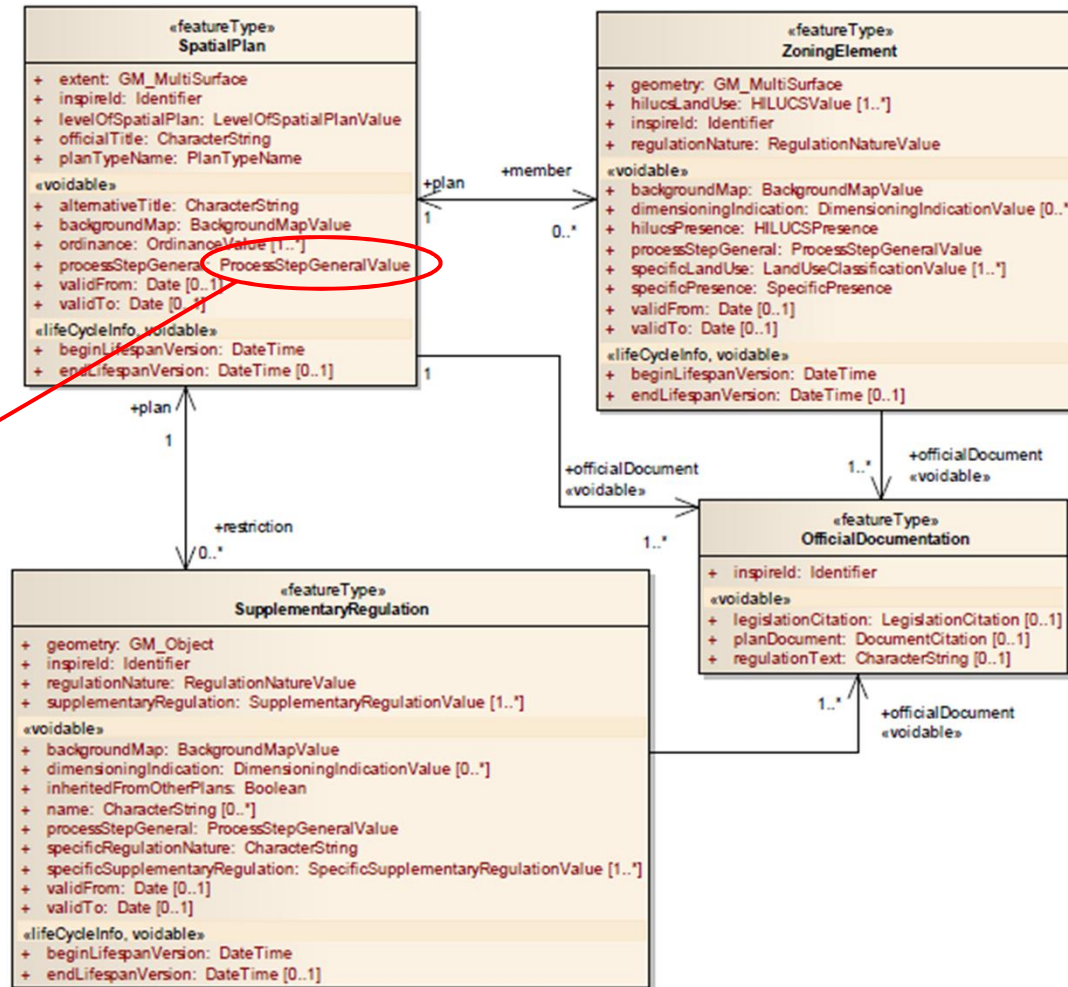 «featureType»
SpatialPlan
+ extent: GM_MultiSurface
+ inspireId: Identifier
+ levelOfSpatialPlan: LevelOfSpatialPlanValue
+ officialTitle: CharacterString
+ planTypeName: PlanTypeName
«voidable»
+ alternativeTitle: CharacterString
+ backgroundMap: BackgroundMapValue
+ ordinance: OrdinanceValue [1..*]
+ processStepGeneral: ProcessStepGeneralValue
+ validFrom: Date [0..1]
+ validTo: Date [0..1]
«lifeCycleInfo, voidable»
+ beginLifespanVersion: DateTime
+ endLifespanVersion: DateTime [0..1]
«featureType»
ZoningElement
+ geometry: GM_MultiSurface
+ hilucsLandUse: HILUCSValue [1..*]
+ inspireId: Identifier
+ regulationNature: RegulationNatureValue
«voidable»
+ backgroundMap: BackgroundMapValue
+ dimensioningIndication: DimensioningIndicationValue [0..*
+ hilucsPresence: HILUCSPresence
+ processStepGeneral: ProcessStepGeneralValue
+ specificLandUse: LandUseClassificationValue [1..*]
+ specificPresence: SpecificPresence
+ validFrom: Date [0..1]
+ validTo: Date [0..1]
«lifeCycleInfo, voidable»
+ beginLifespanVersion: DateTime
+ endLifespanVersion: DateTime [0..1]
+plan
1
+member
0..*
+plan
1
+restriction
0..*
1
+officialDocument
«voidable»
1..*
1..*
+officialDocument
«voidable»
«featureType»
OfficialDocumentation
+ inspireId: Identifier
«voidable»
+ legislationCitation: LegislationCitation [0..1]
+ planDocument: DocumentCitation [0..1]
+ regulationText: CharacterString [0..1]
1..*
+officialDocument
«voidable»
«featureType»
SupplementaryRegulation
+ geometry: GM_Object
+ inspireId: Identifier
+ regulationNature: RegulationNatureValue
+ supplementaryRegulation: SupplementaryRegulationValue [1..*]
«voidable»
+ backgroundMap: BackgroundMapValue
+ dimensioningIndication: DimensioningIndicationValue [0..*]
+ inheritedFromOtherPlans: Boolean
+ name: CharacterString [0..*]
+ processStepGeneral: ProcessStepGeneralValue
+ specificRegulationNature: CharacterString
+ specificSupplementaryRegulation: SpecificSupplementaryRegulationValue [1..*]
+ validFrom: Date [0..1]
+ validTo: Date [0..1]
«lifeCycleInfo, voidable»
+ beginLifespanVersion: DateTime
+ endLifespanVersion: DateTime [0..1]